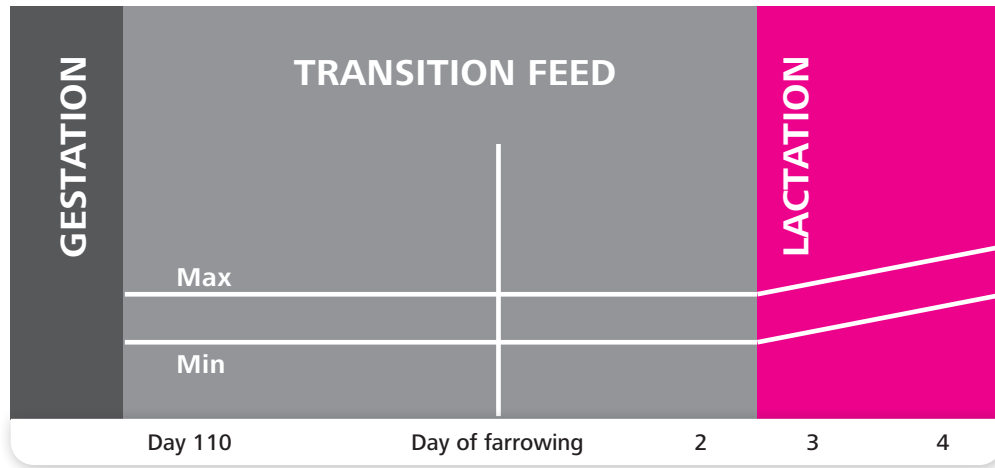 GESTATION
TRANSITION FEED
LACTATION
Max
Min
Day 110 Day of farrowing 2 3 4